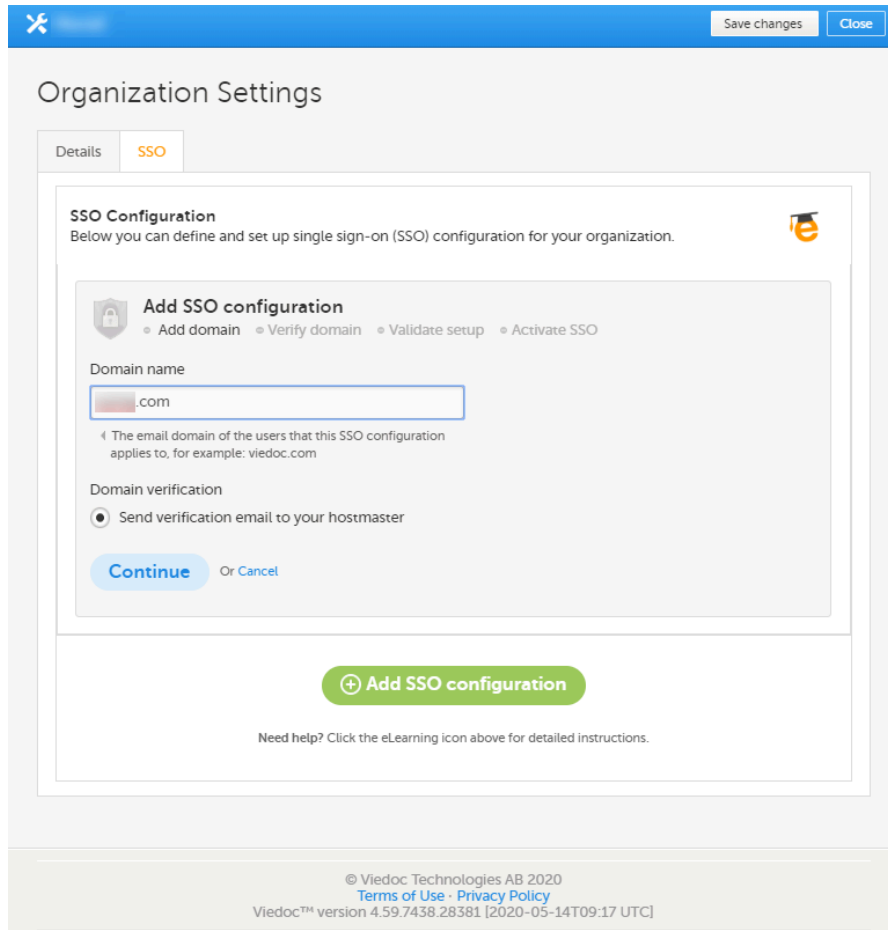 Save changes Close
Organization Settings
Details SSO
SSO Configuration
Below you can define and set up single sign-on (SSO) configuration for your organization.
Add SSO configuration
Add domain Verify domain Validate setup Activate SSO
Domain name
.com
The email domain of the users that this SSO configuration
applies to, for example: viedoc.com
Domain verification
Send verification email to your hostmaster
Continue Or Cancel
Add SSO configuration
Need help? Click the eLearning icon above for detailed instructions.
© Viedoc Technologies AB 2020
Terms of Use · Privacy Policy
Viedoc™ version 4.59.7438.28381 [2020-05-14T09:17 UTC]